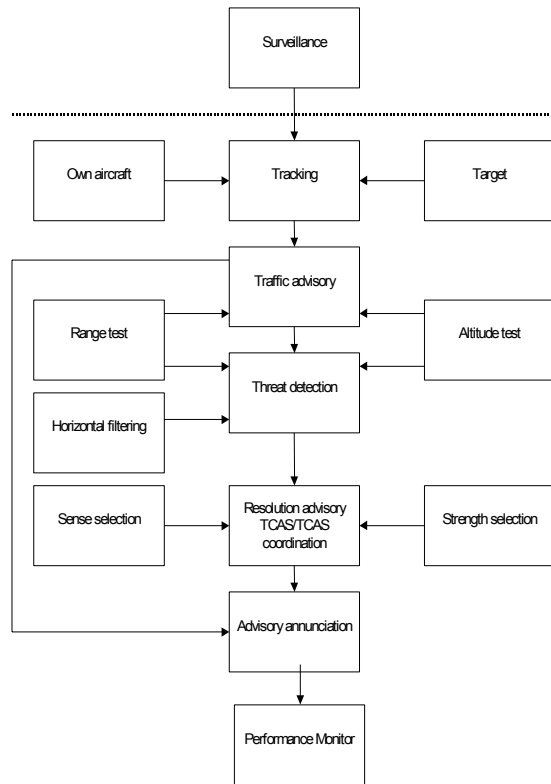 Surveillance
Own aircraft
Tracking
Target
Traffic advisory
Range test
Altitude test
Threat detection
Horizontal filtering
Sense selection
Resolution advisory
TCAS/TCAS
coordination
Strength selection
Advisory annunciation
Performance Monitor